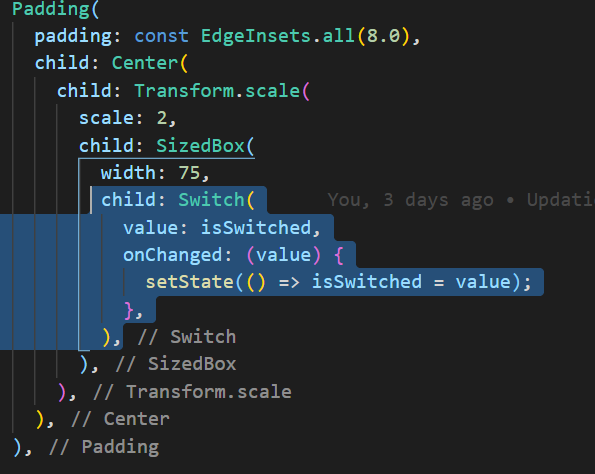 Padding(
padding: const EdgeInsets.all(8.0),
child: Center(
child: Transform.scale(
scale: 2,
child: SizedBox(
width: 75,
child: Switch( You, 3 days ago • Updati
value: isSwitched,
onChanged: (value) {
setState(() => isSwitched = value);
},
), // Switch
), // SizedBox
), // Transform.scale
), // Center
), // Padding